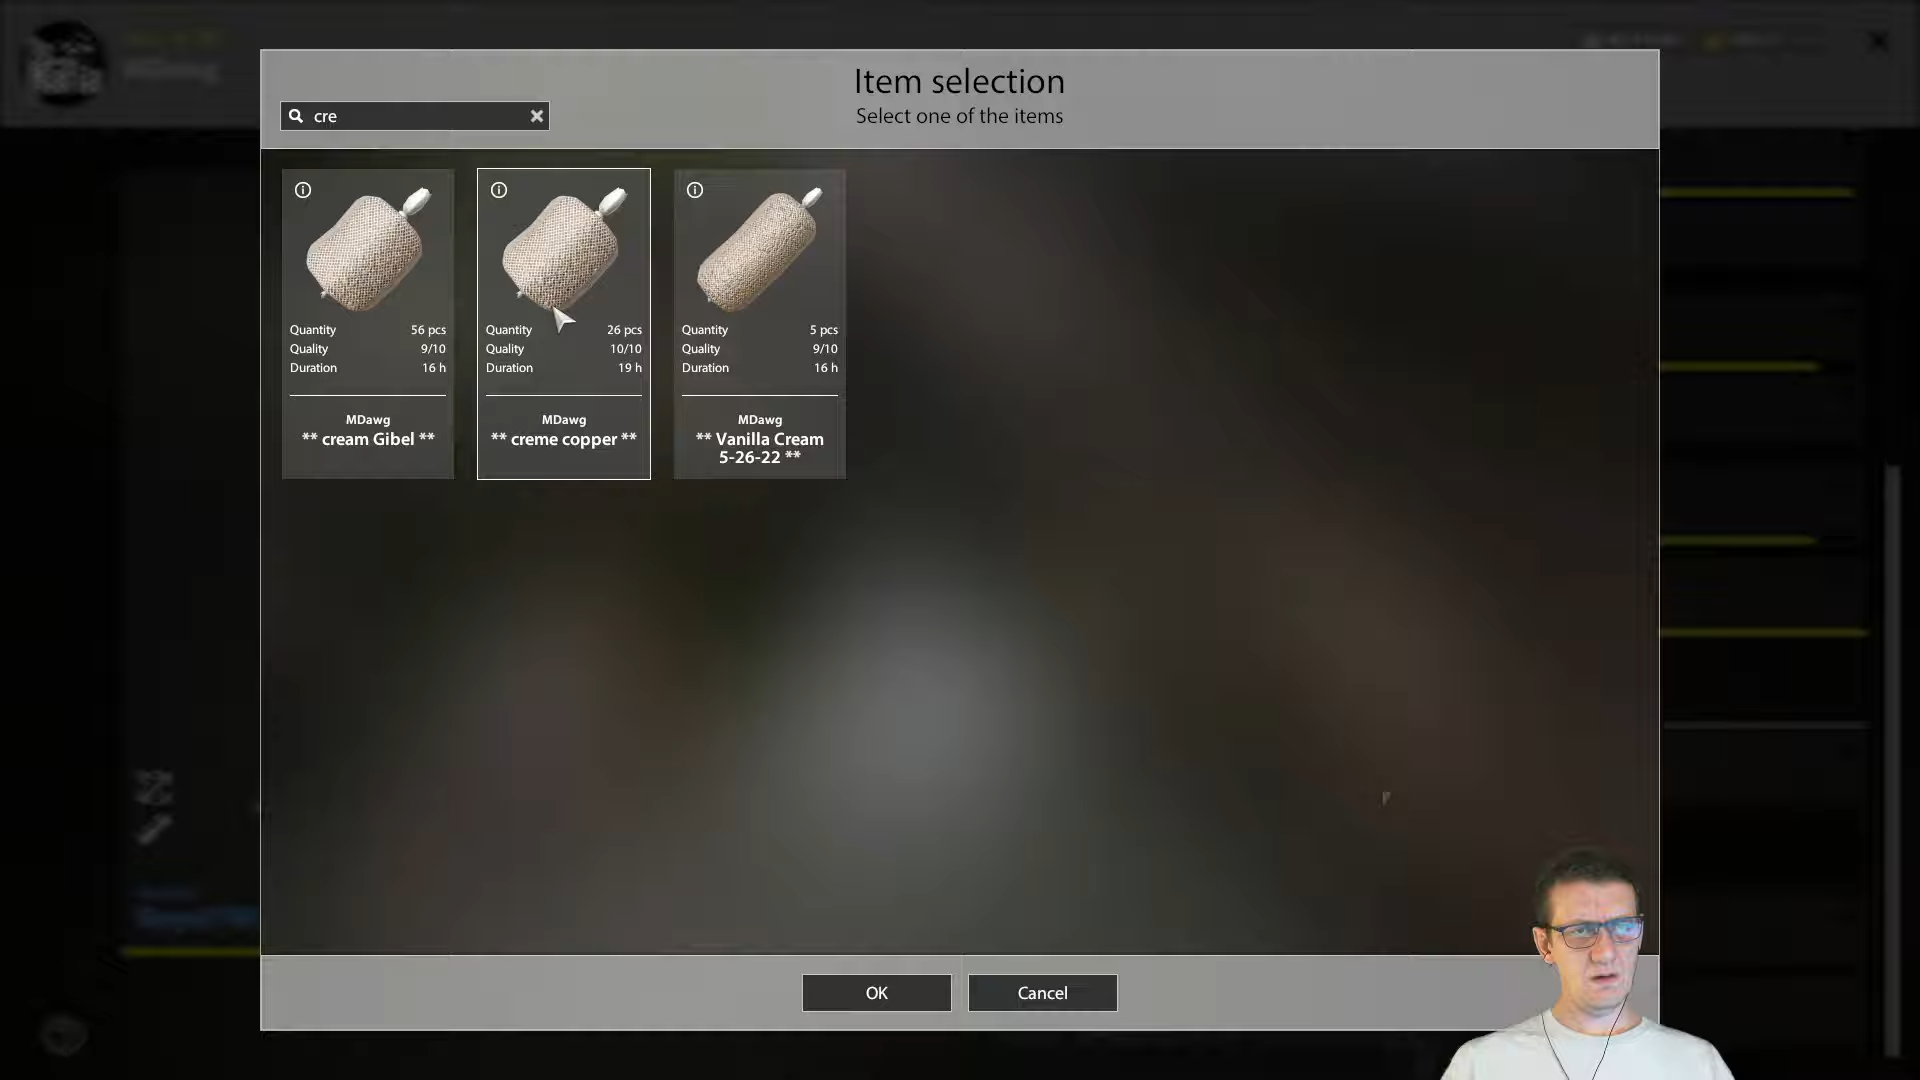 Item selection
Select one of the items
cre
Quantity 56 pcs
Quality 9/10
Duration 16 h
MDawg
** cream Gibel **
Quantity 26 pcs
Quality 10/10
Duration 19 h
MDawg
** creme copper **
Quantity 5 pcs
Quality 9/10
Duration 16 h
MDawg
** Vanilla Cream
5-26-22 **
OK
Cancel